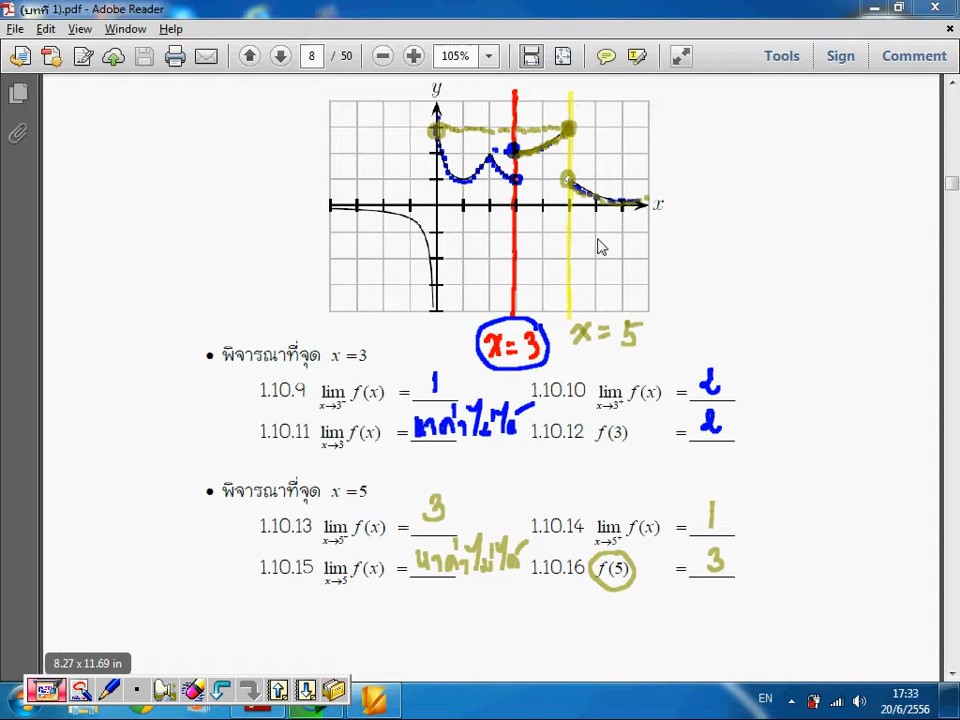 (บทที่ 1).pdf - Adobe Reader
File Edit View Window Help
8 / 50 105% Tools Sign Comment
y
x
x = 3 x = 5
• พิจารณาที่จุด x = 3
1.10.9 lim f(x) = 1 1.10.10 lim f(x) = 2
x→3⁻ x→3⁺
1.10.11 lim f(x) = หาค่าไม่ได้ 1.10.12 f(3) = 2
x→3
• พิจารณาที่จุด x = 5
1.10.13 lim f(x) = 3 1.10.14 lim f(x) = 1
x→5⁻ x→5⁺
1.10.15 lim f(x) = หาค่าไม่ได้ 1.10.16 f(5) = 3
x→5
8.27 x 11.69 in
EN 17:33
20/6/2556